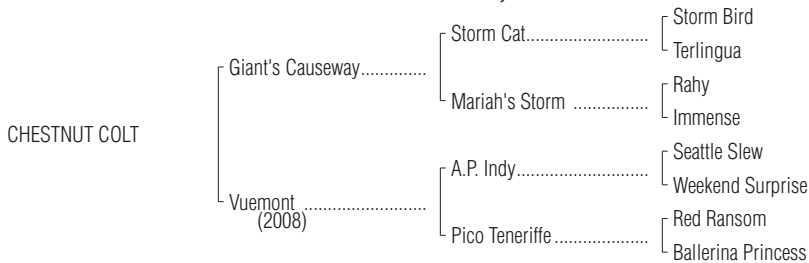 Storm Bird
Storm Cat..............................
Terlingua
Giant's Causeway..............
Rahy
Mariah's Storm ................
Immense
CHESTNUT COLT
Seattle Slew
A.P. Indy..............................
Weekend Surprise
Vuemont ............................
(2008)
Red Ransom
Pico Teneriffe .....................
Ballerina Princess